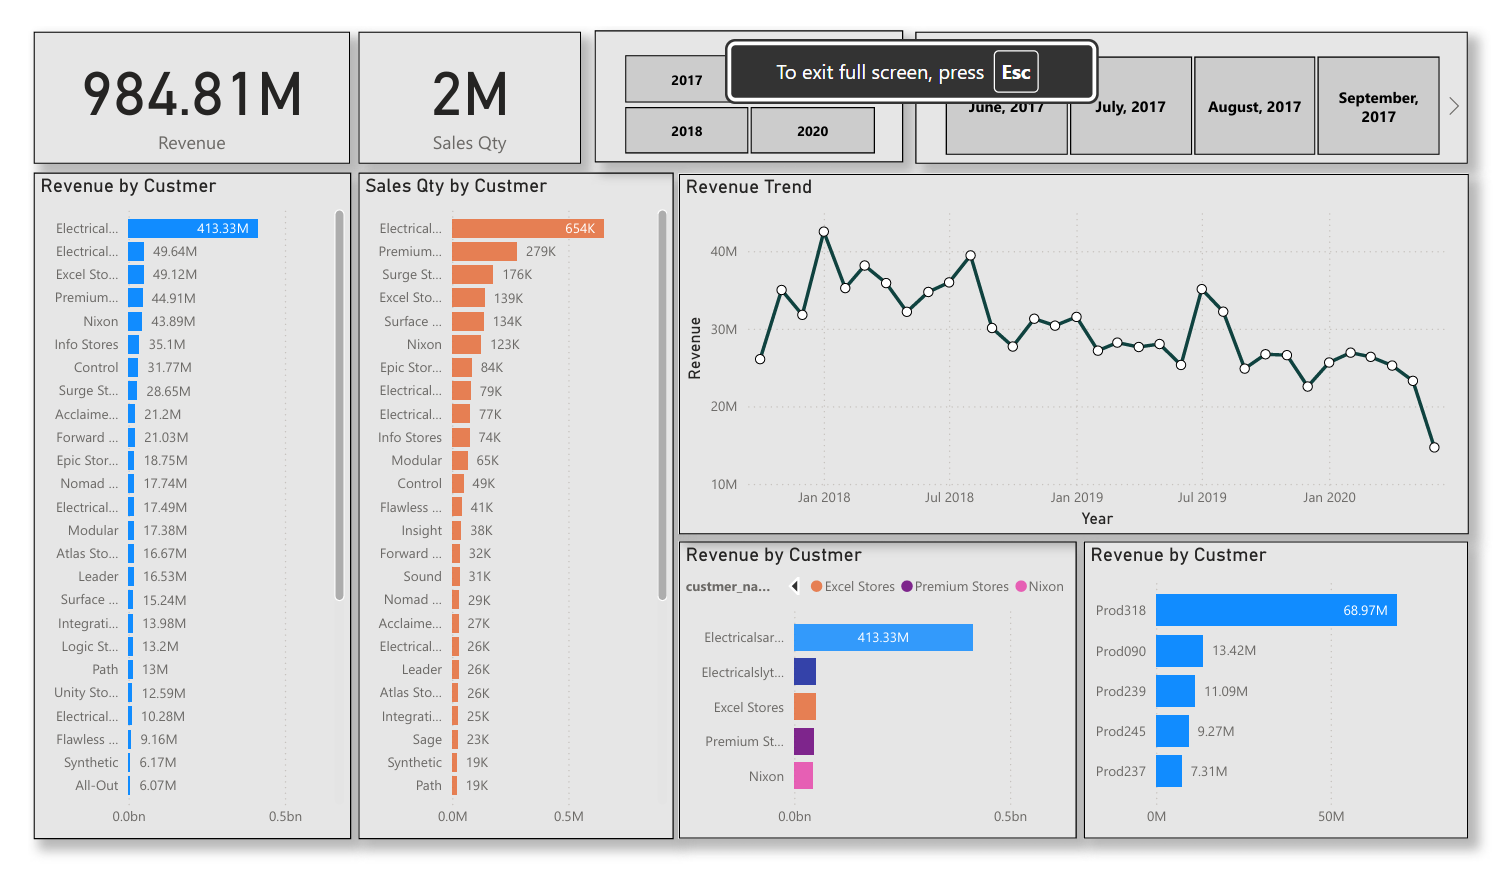 984.81M
Revenue
2M
Sales Qty
2017
2018
2020
To exit full screen, press Esc
June, 2017
July, 2017
August, 2017
September,
2017
Revenue by Custmer
Electrical... 413.33M
Electrical... 49.64M
Excel Sto... 49.12M
Premium... 44.91M
Nixon 43.89M
Info Stores 35.1M
Control 31.77M
Surge St... 28.65M
Acclaime... 21.2M
Forward ... 21.03M
Epic Stor... 18.75M
Nomad ... 17.74M
Electrical... 17.49M
Modular 17.38M
Atlas Sto... 16.67M
Leader 16.53M
Surface ... 15.24M
Integrati... 13.98M
Logic St... 13.2M
Path 13M
Unity Sto... 12.59M
Electrical... 10.28M
Flawless ... 9.16M
Synthetic 6.17M
All-Out 6.07M
0.0bn 0.5bn
Sales Qty by Custmer
Electrical... 654K
Premium... 279K
Surge St... 176K
Excel Sto... 139K
Surface ... 134K
Nixon 123K
Epic Stor... 84K
Electrical... 79K
Electrical... 77K
Info Stores 74K
Modular 65K
Control 49K
Flawless ... 41K
Insight 38K
Forward ... 32K
Sound 31K
Nomad ... 29K
Acclaime... 27K
Electrical... 26K
Leader 26K
Atlas Sto... 26K
Integrati... 25K
Sage 23K
Synthetic 19K
Path 19K
0.0M 0.5M
Revenue Trend
Revenue
40M
30M
20M
10M
Jan 2018 Jul 2018 Jan 2019 Jul 2019 Jan 2020
Year
Revenue by Custmer
custmer_na... Excel Stores Premium Stores Nixon
Electricalsar... 413.33M
Electricalslyt...
Excel Stores
Premium St...
Nixon
0.0bn 0.5bn
Revenue by Custmer
Prod318 68.97M
Prod090 13.42M
Prod239 11.09M
Prod245 9.27M
Prod237 7.31M
0M 50M